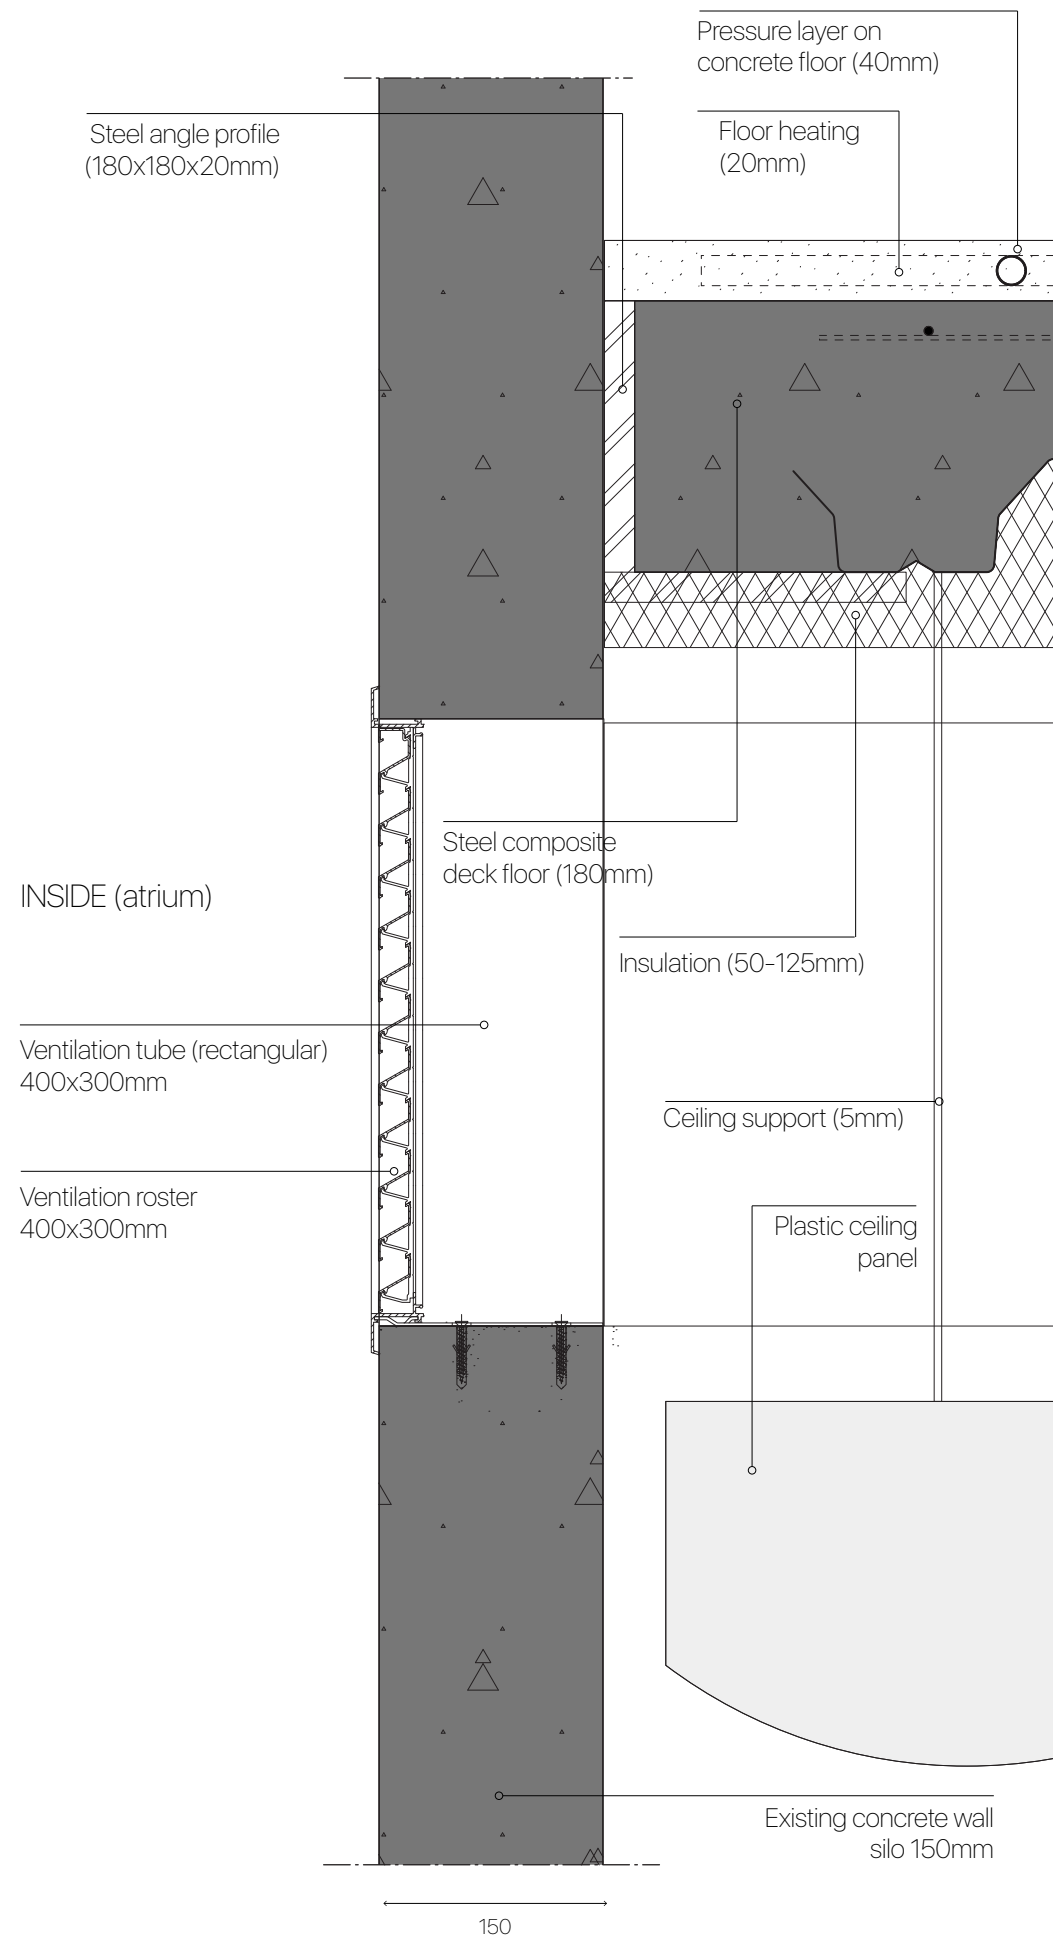 Pressure layer on
concrete floor (40mm)
Steel angle profile
(180x180x20mm)
Floor heating
(20mm)
Steel composite
deck floor (180mm)
INSIDE (atrium)
Insulation (50-125mm)
Ventilation tube (rectangular)
400x300mm
Ceiling support (5mm)
Ventilation roster
400x300mm
Plastic ceiling
panel
Existing concrete wall
silo 150mm
150